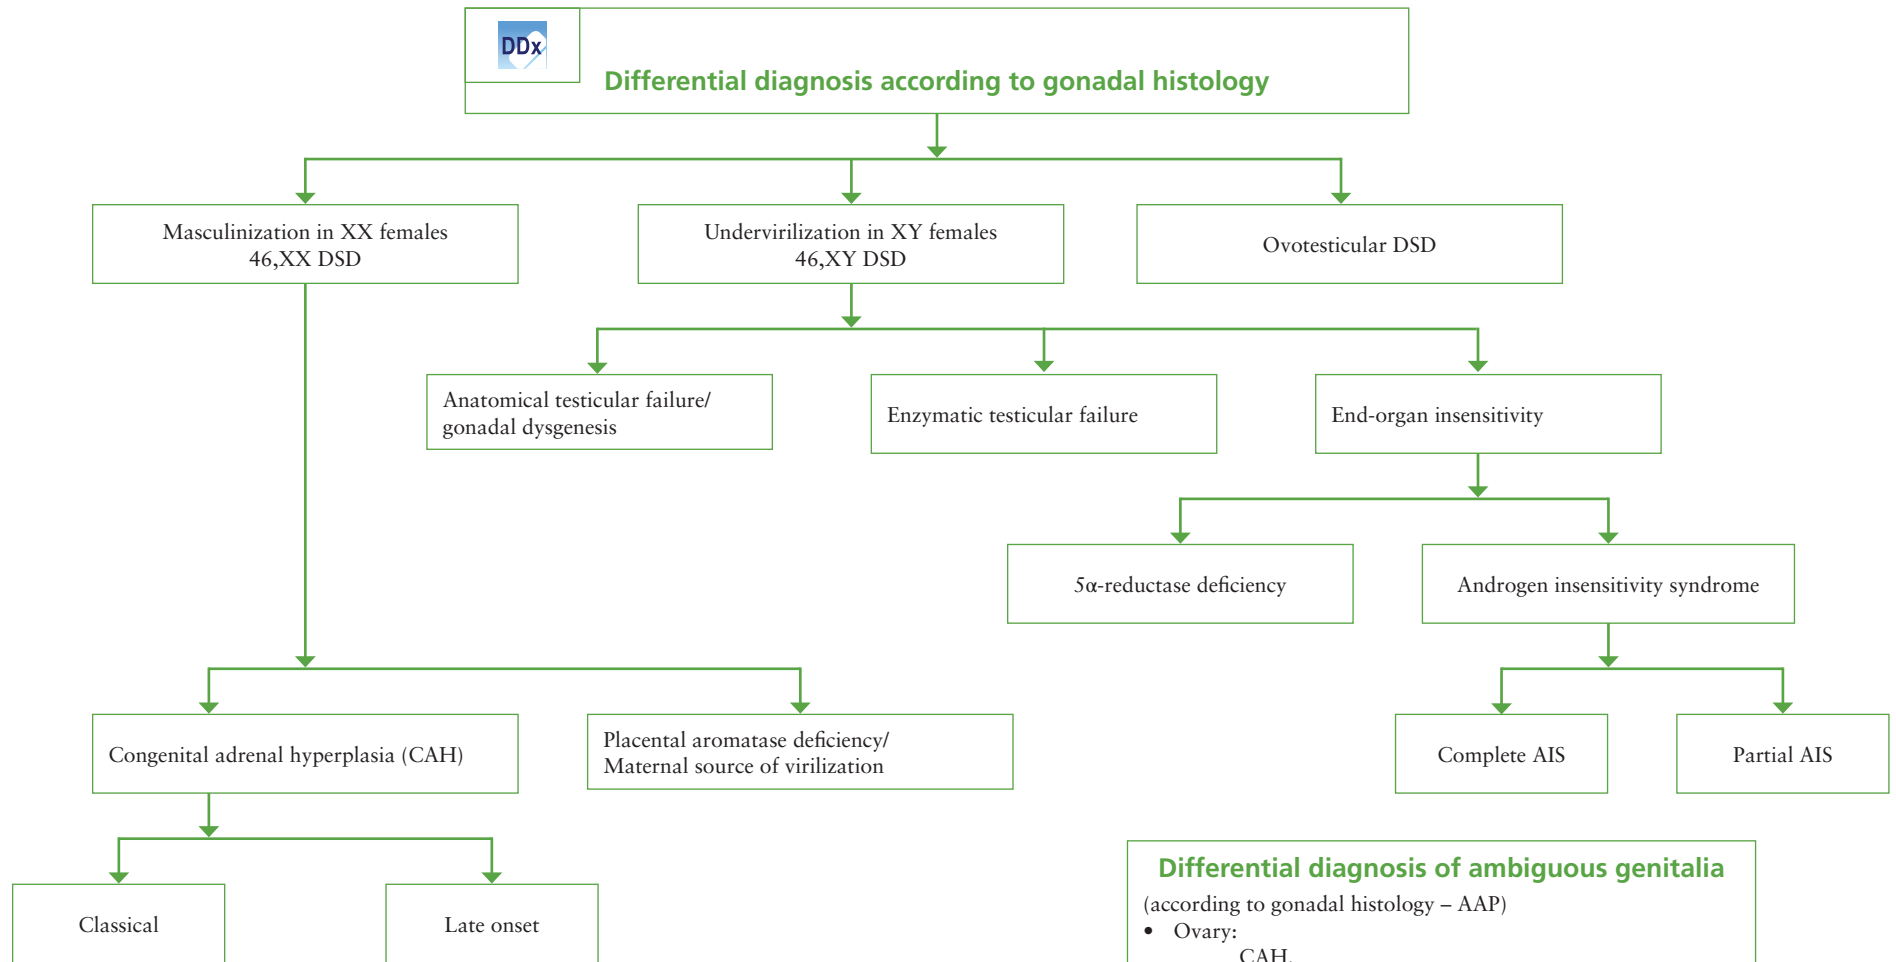 DDx
Differential diagnosis according to gonadal histology
Masculinization in XX females
46,XX DSD
Undervirilization in XY females
46,XY DSD
Ovotesticular DSD
Anatomical testicular failure/
gonadal dysgenesis
Enzymatic testicular failure
End-organ insensitivity
5α-reductase deficiency
Androgen insensitivity syndrome
Congenital adrenal hyperplasia (CAH)
Placental aromatase deficiency/
Maternal source of virilization
Complete AIS
Partial AIS
Classical
Late onset
Differential diagnosis of ambiguous genitalia
(according to gonadal histology – AAP)
• Ovary:
CAH.